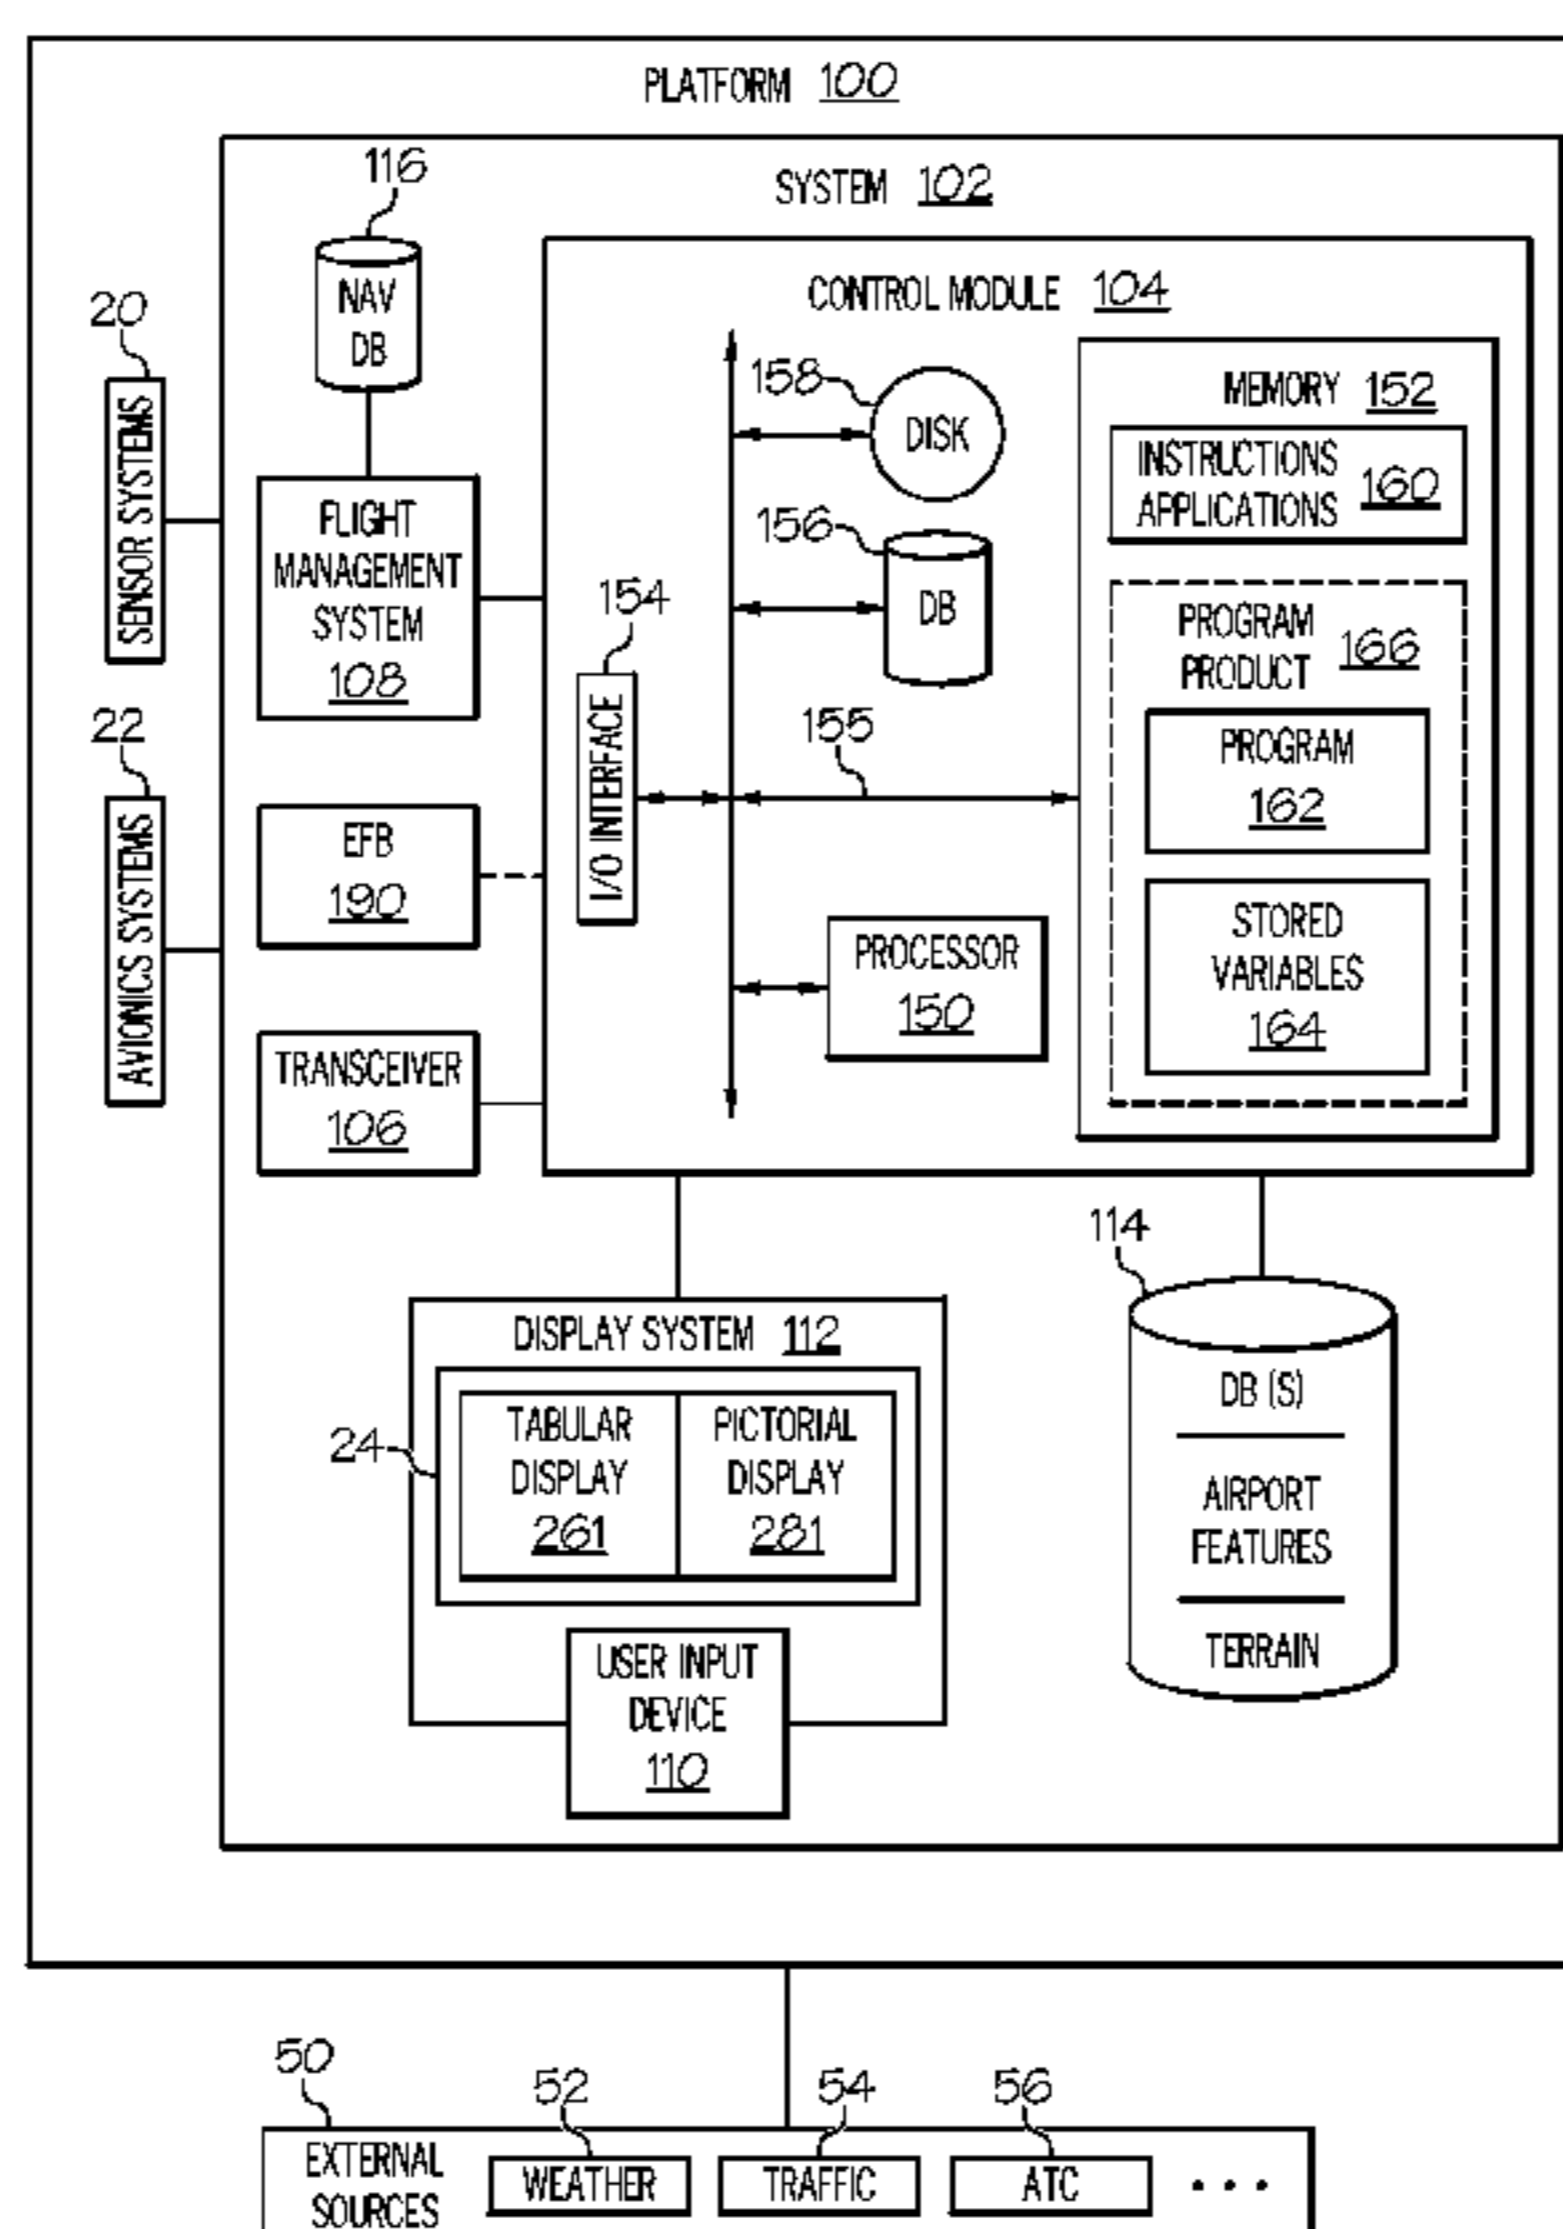 PLATFORM 100
SYSTEM 102
116
NAV
DB
20
SENSOR SYSTEMS
22
AVIONICS SYSTEMS
FLIGHT
MANAGEMENT
SYSTEM
108
EFB
190
TRANSCEIVER
106
CONTROL MODULE 104
158
DISK
156
DB
154
I/O INTERFACE
155
PROCESSOR
150
MEMORY 152
INSTRUCTIONS
APPLICATIONS
160
PROGRAM
PRODUCT
166
PROGRAM
162
STORED
VARIABLES
164
DISPLAY SYSTEM 112
24
TABULAR
DISPLAY
261
PICTORIAL
DISPLAY
281
USER INPUT
DEVICE
110
114
DB (S)
AIRPORT
FEATURES
TERRAIN
50
EXTERNAL
SOURCES
52
WEATHER
54
TRAFFIC
56
ATC
• • •